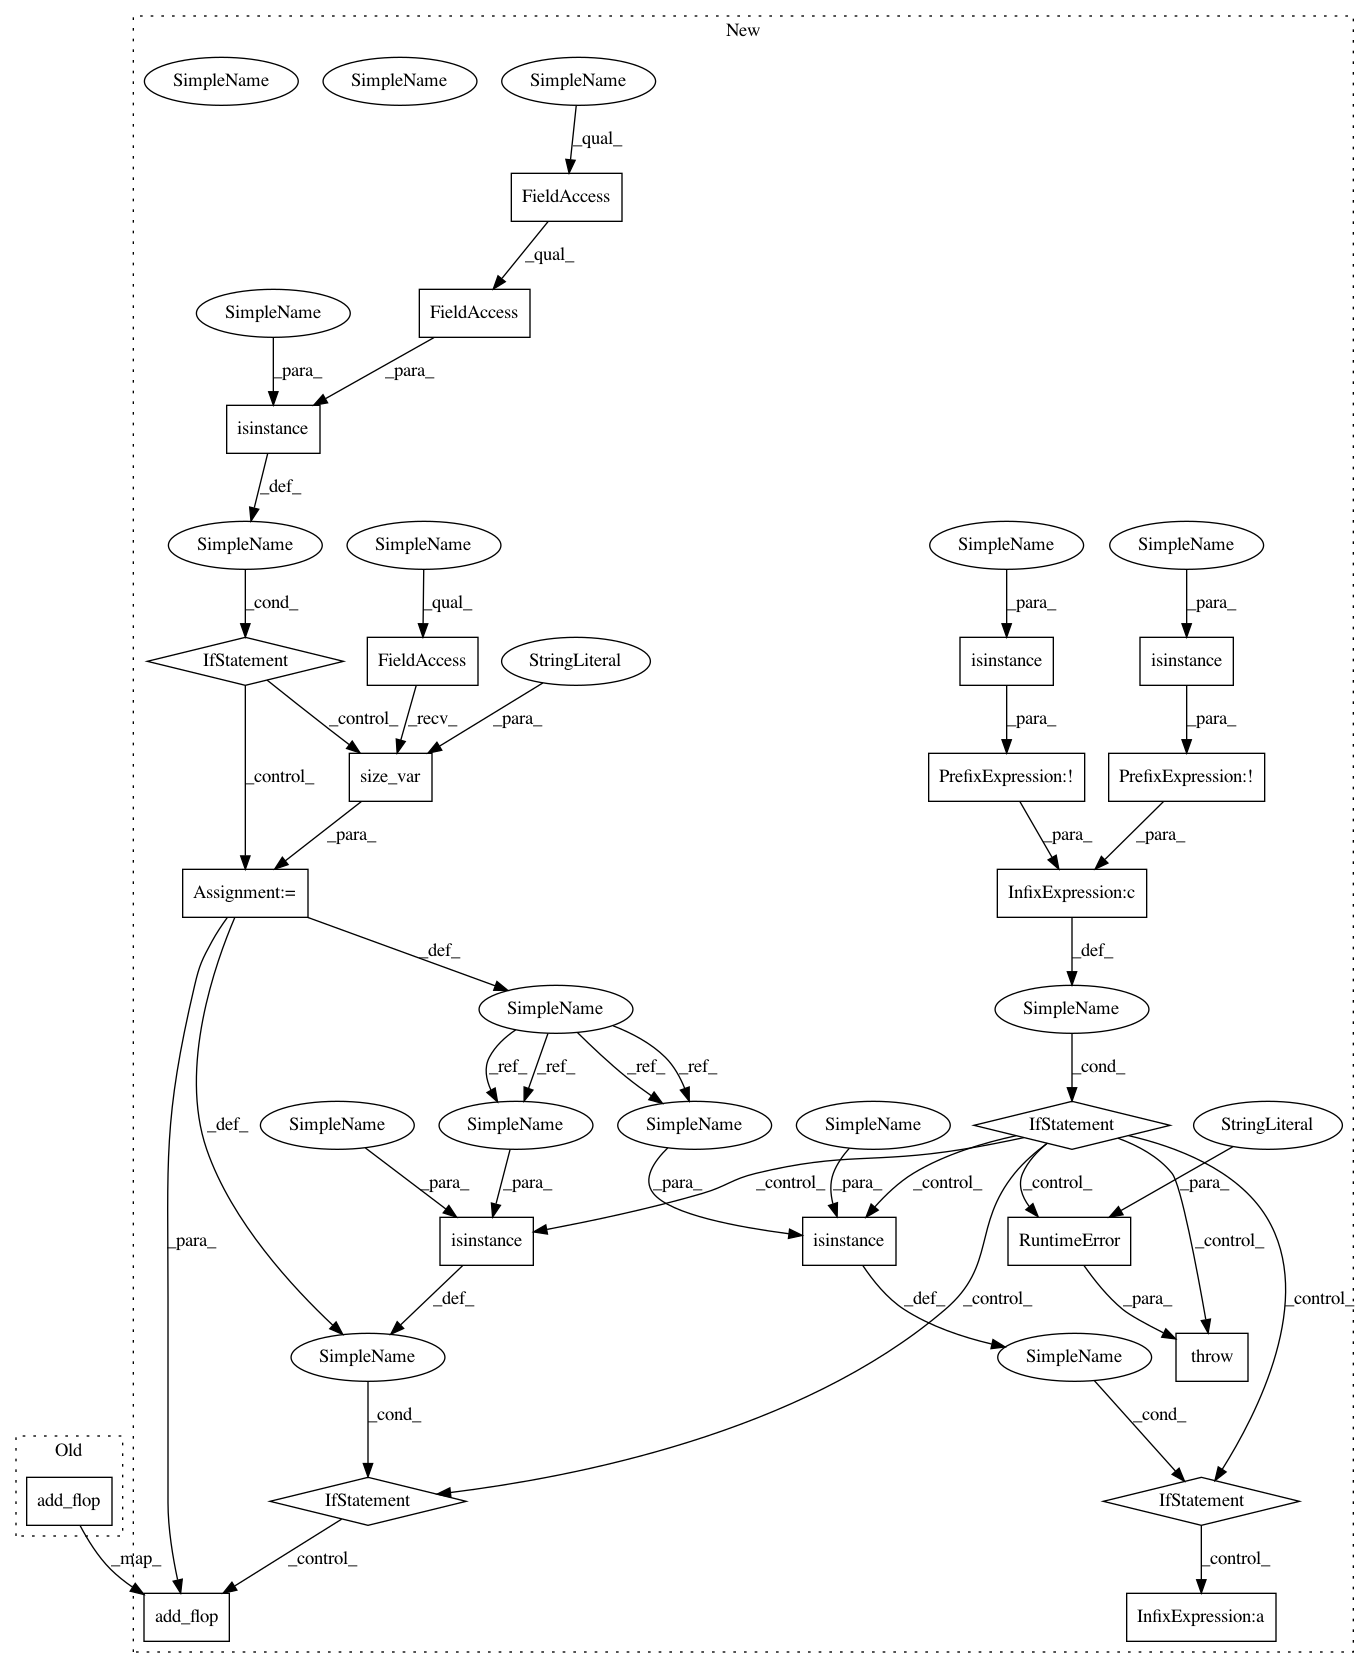 New
SimpleName
SimpleName
SimpleName
_qual_
FieldAccess
_qual_
SimpleName
FieldAccess
_para_
_para_
isinstance
_def_
SimpleName
SimpleName
SimpleName
SimpleName
_cond_
_qual_
_para_
_para_
IfStatement
FieldAccess
StringLiteral
isinstance
isinstance
_control_
_recv_
_para_
_para_
_para_
_control_
size_var
PrefixExpression:!
PrefixExpression:!
_para_
_para_
_para_
Assignment:=
InfixExpression:c
_def_
_def_
SimpleName
SimpleName
_ref_
_ref_
_ref_
_ref_
_cond_
SimpleName
SimpleName
SimpleName
SimpleName
IfStatement
StringLiteral
_def_
_para_
_para_
_para_
_para_
_control_
_control_
_control_
_para_
_para_
isinstance
isinstance
RuntimeError
_control_
_def_
_def_
_control_
_para_
_control_
SimpleName
SimpleName
throw
_cond_
_cond_
Old
add_flop
IfStatement
IfStatement
_map_
_control_
_control_
add_flop
InfixExpression:a